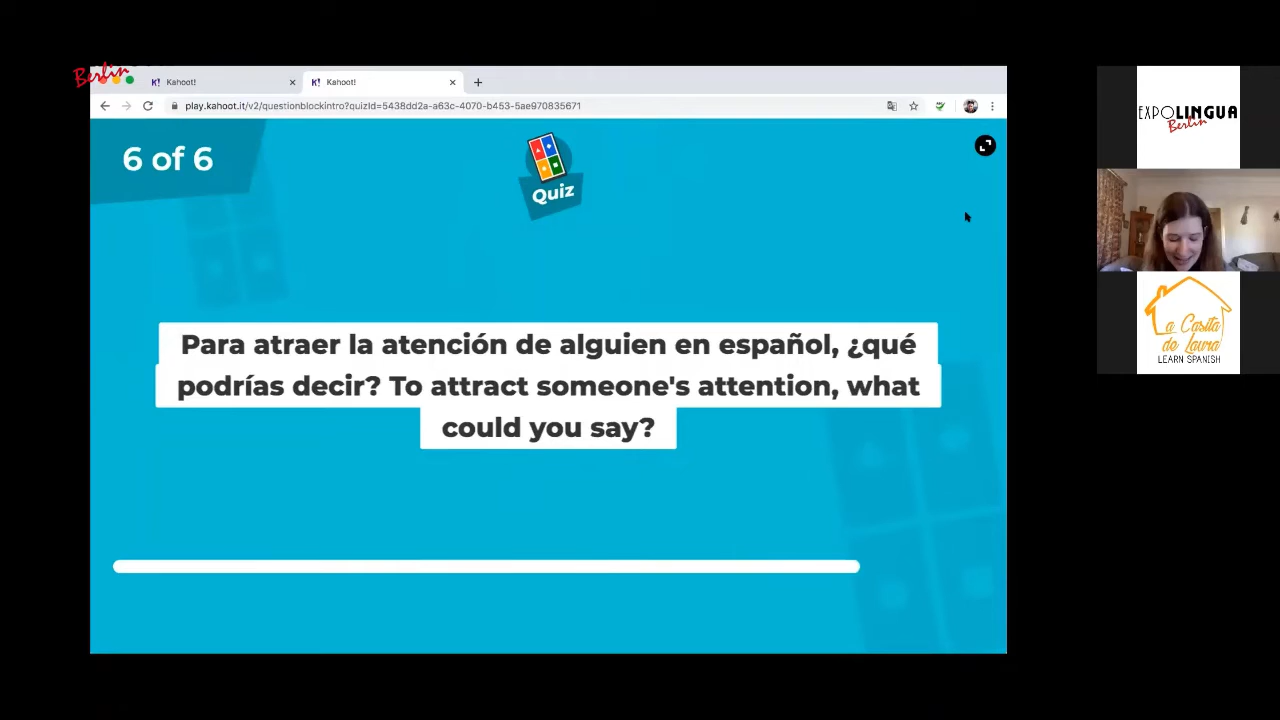 Berlin
Kahoot!
Kahoot!
play.kahoot.it/v2/questionblockintro?quizId=5438dd2a-a63c-4070-b453-5ae970835671
6 of 6
Quiz
Para atraer la atención de alguien en español, ¿qué
podrías decir? To attract someone's attention, what
could you say?
EXPOLINGUA
Berlin
La Casita
de Laura
LEARN SPANISH